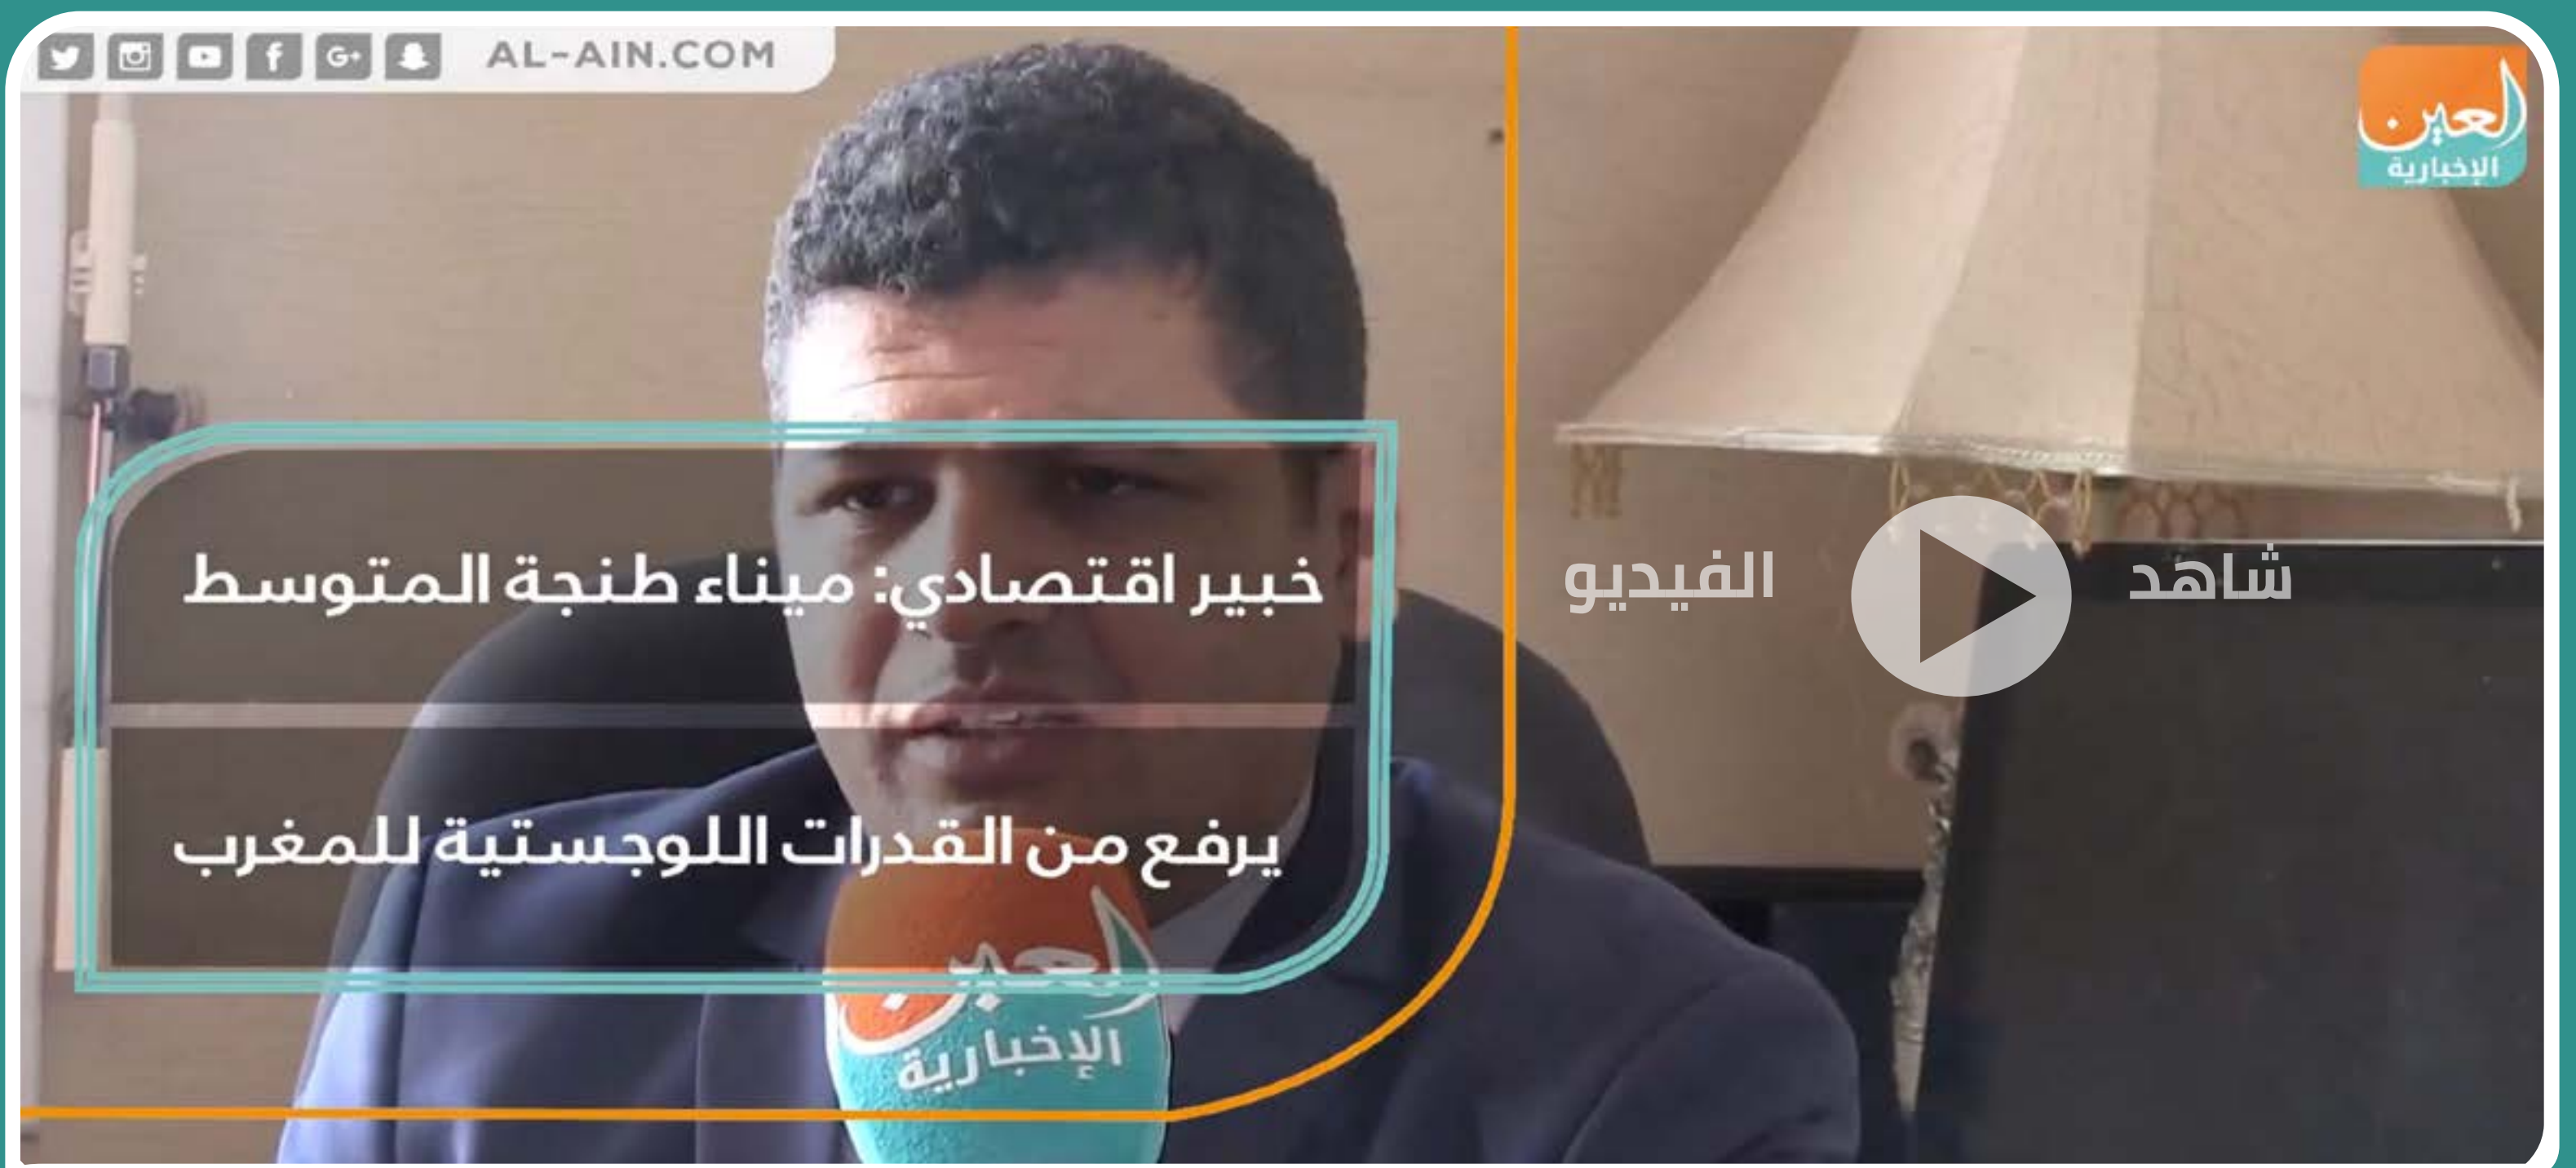 AL-AIN.COM
العين
الإخبارية
خبير اقتصادي: ميناء طنجة المتوسط
شاهد الفيديو
يرفع من القدرات اللوجستية للمغرب
العين
الإخبارية